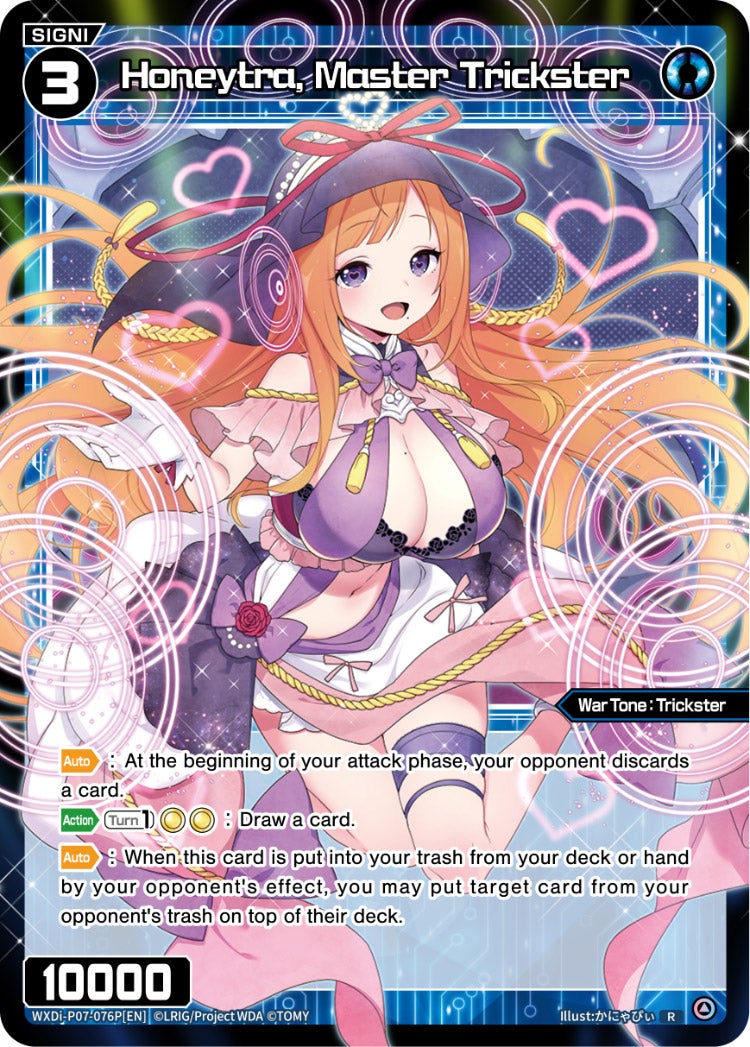 SIGNI
3
Honeytra, Master Trickster
War Tone : Trickster
Auto : At the beginning of your attack phase, your opponent discards
a card.
Action Turn 1 : Draw a card.
Auto : When this card is put into your trash from your deck or hand
by your opponent's effect, you may put target card from your
opponent's trash on top of their deck.
10000
WXDi-P07-076P[EN] ©LRIG/Project WDA ©TOMY
Illust:かにゃぴぃ R